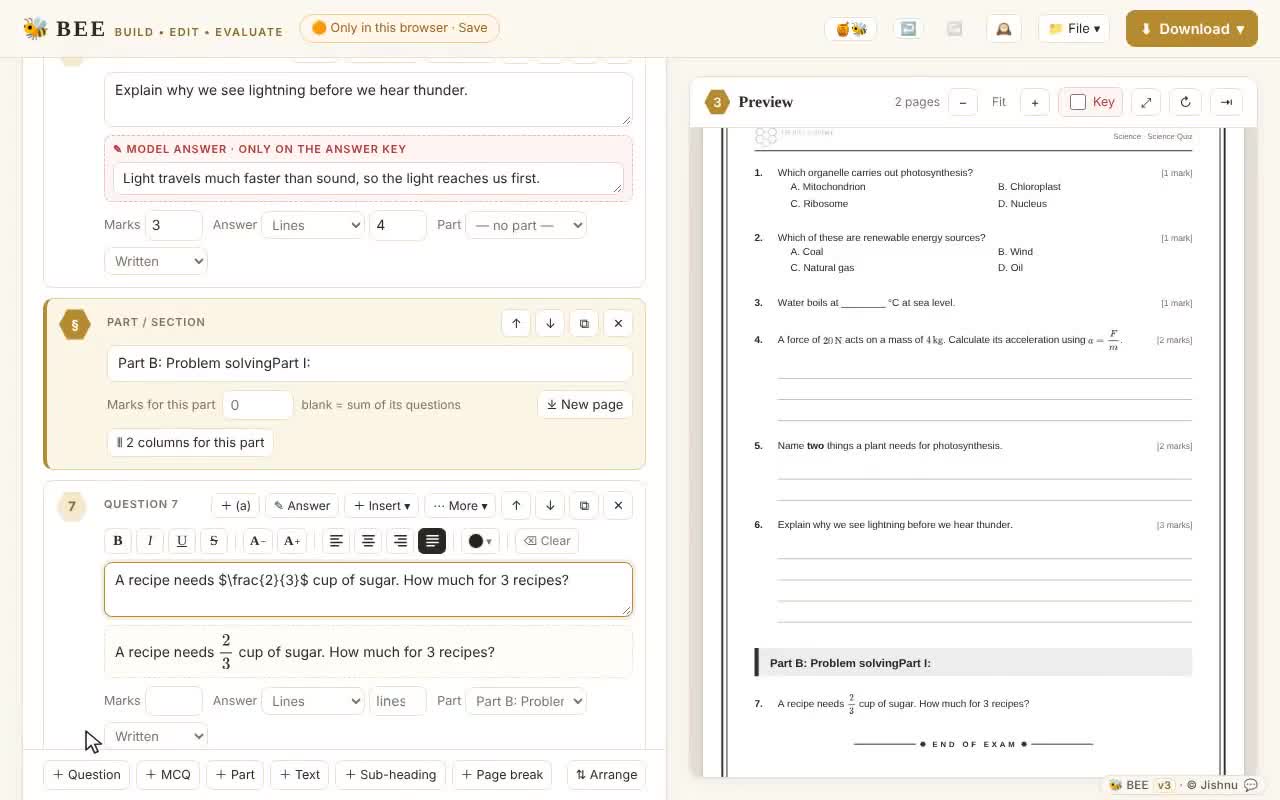 BEE BUILD • EDIT • EVALUATE
Only in this browser · Save
File ▾
Download ▾
Explain why we see lightning before we hear thunder.
✎ MODEL ANSWER · ONLY ON THE ANSWER KEY
Light travels much faster than sound, so the light reaches us first.
Marks 3 Answer Lines 4 Part — no part —
Written
§ PART / SECTION ↑ ↓ ⧉ ✕
Part B: Problem solvingPart I:
Marks for this part 0 blank = sum of its questions New page
2 columns for this part
7 QUESTION 7 + (a) ✎ Answer + Insert ▾ ··· More ▾ ↑ ↓ ⧉ ✕
B I U S A− A+ ⌫ Clear
A recipe needs $\frac{2}{3}$ cup of sugar. How much for 3 recipes?
A recipe needs 2/3 cup of sugar. How much for 3 recipes?
Marks Answer Lines lines Part Part B: Probler
Written
+ Question + MCQ + Part + Text + Sub-heading + Page break ⇅ Arrange
3 Preview 2 pages − Fit + Key
Science · Science Quiz
1. Which organelle carries out photosynthesis? [1 mark]
A. Mitochondrion B. Chloroplast
C. Ribosome D. Nucleus
2. Which of these are renewable energy sources? [1 mark]
A. Coal B. Wind
C. Natural gas D. Oil
3. Water boils at ________ °C at sea level. [1 mark]
4. A force of 20 N acts on a mass of 4 kg. Calculate its acceleration using a = F/m. [2 marks]
5. Name two things a plant needs for photosynthesis. [2 marks]
6. Explain why we see lightning before we hear thunder. [3 marks]
Part B: Problem solvingPart I:
7. A recipe needs 2/3 cup of sugar. How much for 3 recipes?
END OF EXAM
BEE v3 · © Jishnu